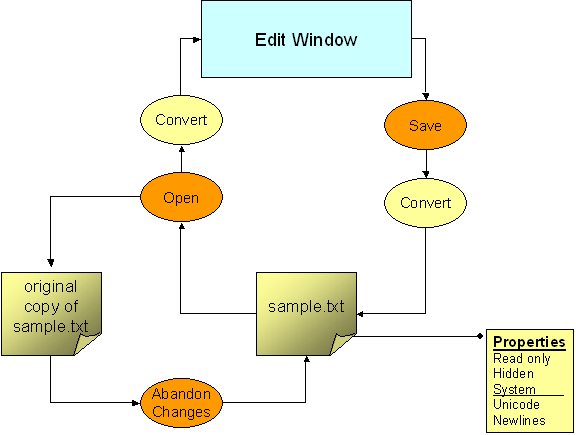 Edit Window
Convert
Save
Open
Convert
original
copy of
sample.txt
sample.txt
Abandon
Changes
Properties
Read only
Hidden
System
Unicode
Newlines